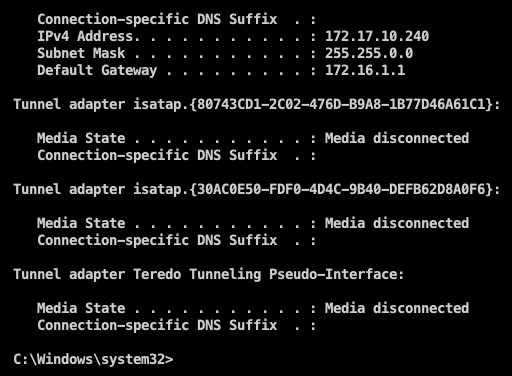 Connection-specific DNS Suffix  . :
IPv4 Address. . . . . . . . . . . : 172.17.10.240
Subnet Mask . . . . . . . . . . . : 255.255.0.0
Default Gateway . . . . . . . . . : 172.16.1.1
Tunnel adapter isatap.{80743CD1-2C02-476D-B9A8-1B77D46A61C1}:
Media State . . . . . . . . . . . : Media disconnected
Connection-specific DNS Suffix  . :
Tunnel adapter isatap.{30AC0E50-FDF0-4D4C-9B40-DEFB62D8A0F6}:
Media State . . . . . . . . . . . : Media disconnected
Connection-specific DNS Suffix  . :
Tunnel adapter Teredo Tunneling Pseudo-Interface:
Media State . . . . . . . . . . . : Media disconnected
Connection-specific DNS Suffix  . :
C:\Windows\system32>